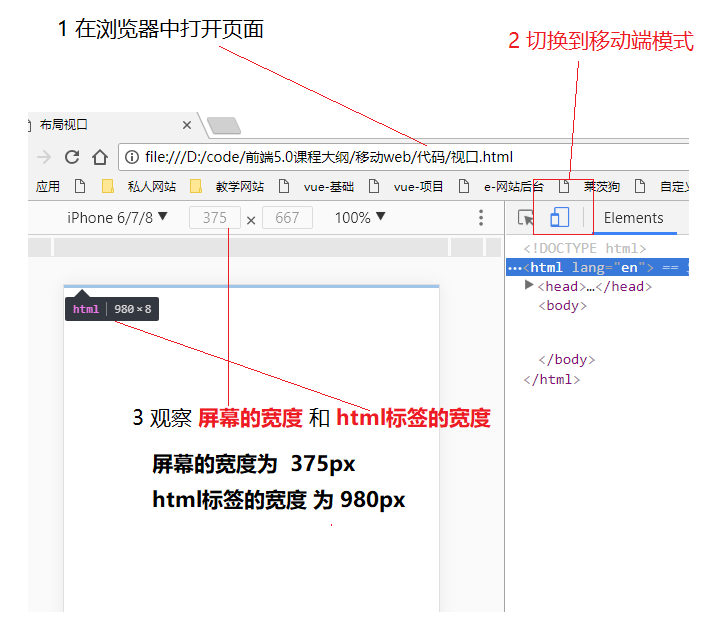 1 在浏览器中打开页面
2 切换到移动端模式
布局视口 ×
file:///D:/code/前端5.0课程大纲/移动web/代码/视口.html
应用 私人网站 教学网站 vue-基础 vue-项目 e-网站后台 莱茨狗 自定义
iPhone 6/7/8 ▼ 375 × 667 100% ▼ Elements
<!DOCTYPE html>
…<html lang="en"> ==
▶<head>…</head>
<body>
html 980×8
</body>
</html>
3 观察 屏幕的宽度 和 html标签的宽度
屏幕的宽度为 375px
html标签的宽度 为 980px